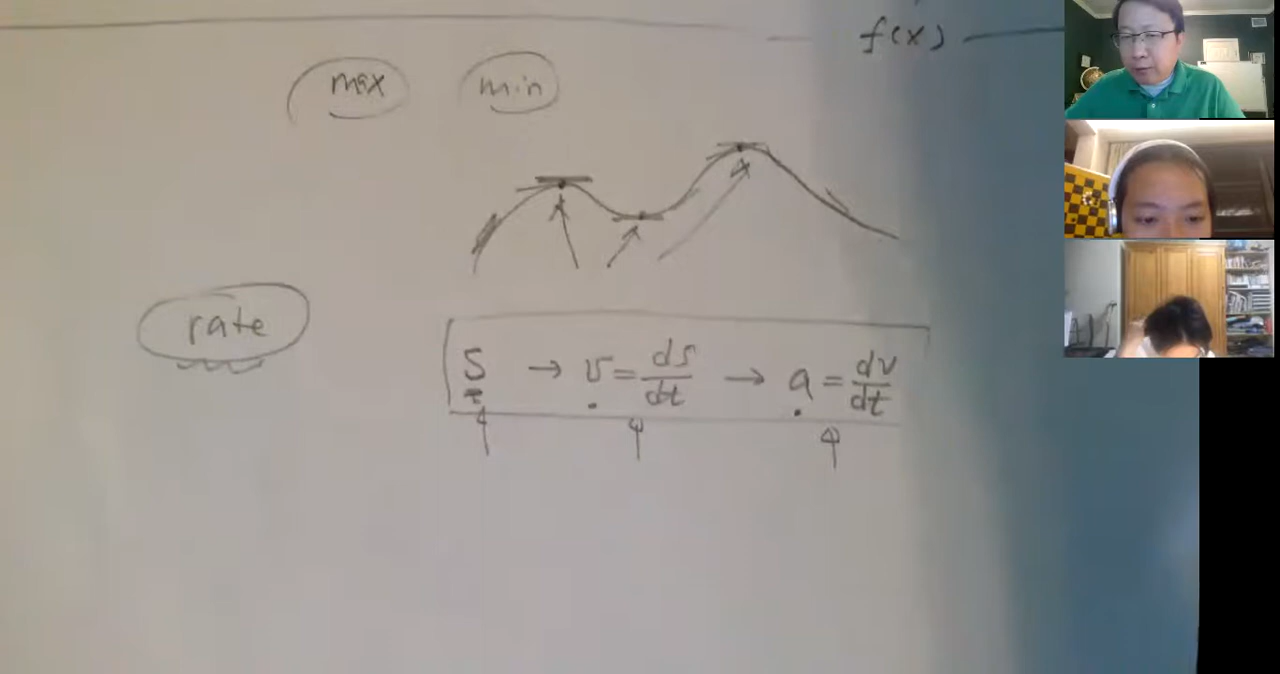 f(x)
max min
rate
S → v = ds/dt → a = dv/dt